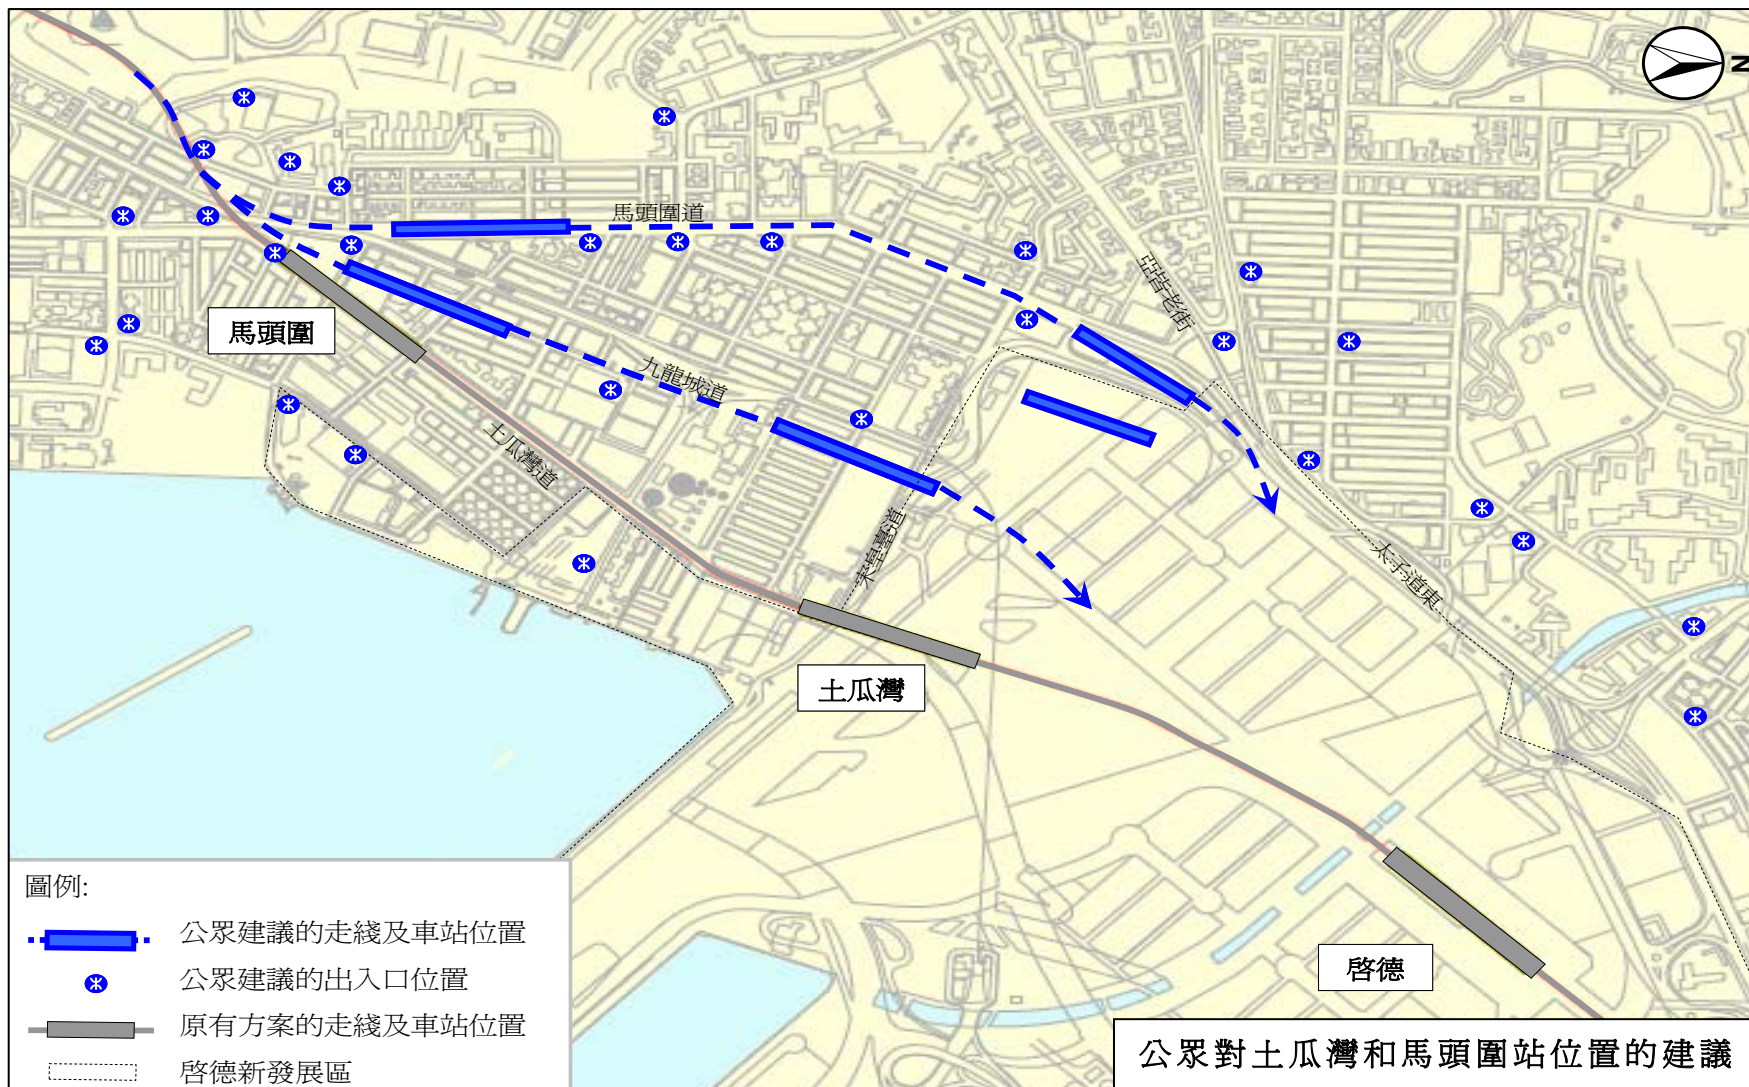 N
馬頭圍道
亞皆老街
馬頭圍
九龍城道
土瓜灣道
宋皇臺道
太子道東
土瓜灣
啓德
圖例:
公眾建議的走綫及車站位置
公眾建議的出入口位置
原有方案的走綫及車站位置
啓德新發展區
公眾對土瓜灣和馬頭圍站位置的建議